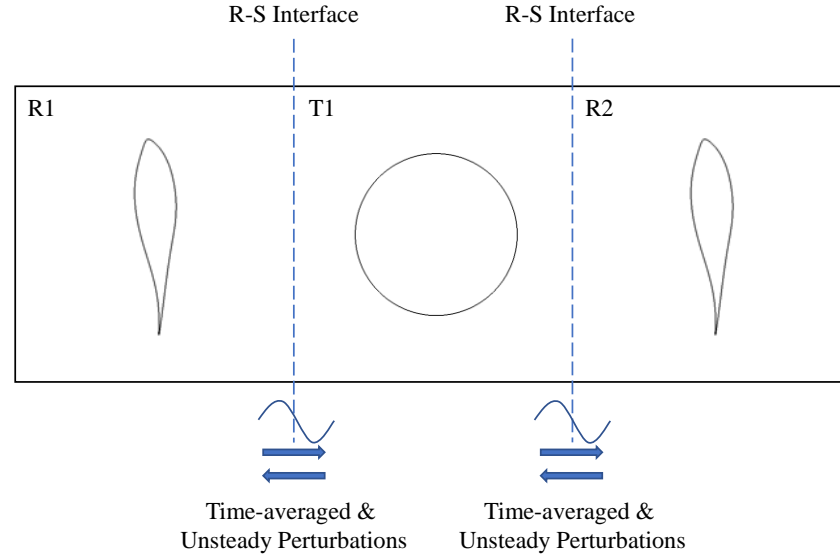 R-S Interface
R-S Interface
R1
T1
R2
Time-averaged &
Unsteady Perturbations
Time-averaged &
Unsteady Perturbations